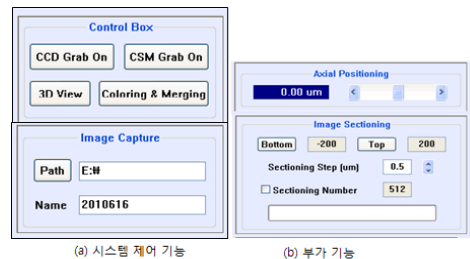 Control Box
CCD Grab On
CSM Grab On
3D View
Coloring & Merging
Image Capture
Path E:₩
Name 2010616
(a) 시스템 제어 기능
Axial Positioning
0.00 um
Image Sectioning
Bottom -200 Top 200
Sectioning Step (um) 0.5
Sectioning Number 512
(b) 부가 기능